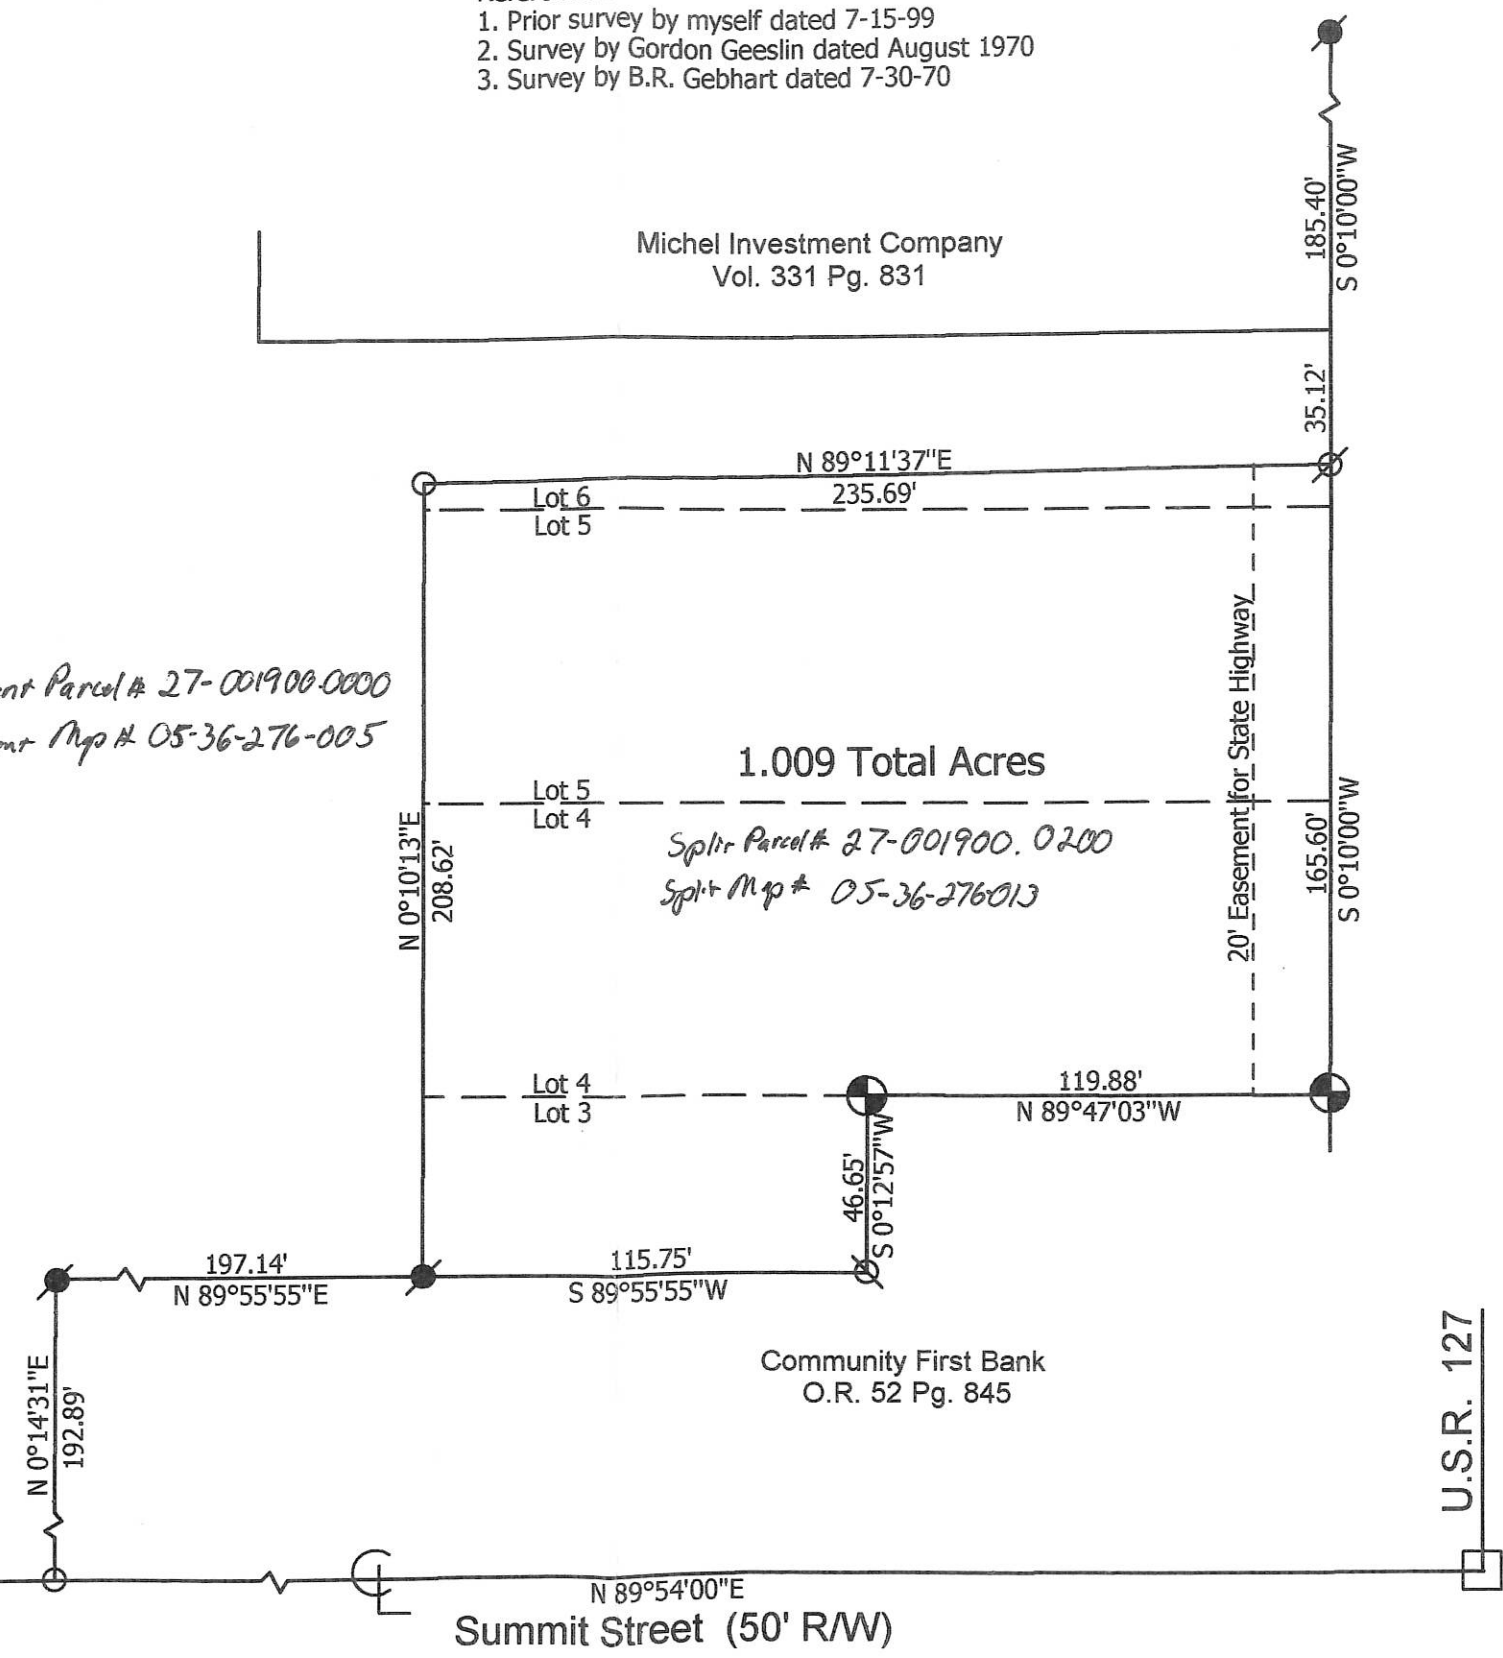 1. Prior survey by myself dated 7-15-99
2. Survey by Gordon Geeslin dated August 1970
3. Survey by B.R. Gebhart dated 7-30-70
185.40'
S 0°10'00"W
Michel Investment Company
Vol. 331 Pg. 831
35.12'
N 89°11'37"E
235.69'
Lot 6
Lot 5
Parcel # 27-001900.0000
Map # 05-36-276-005
1.009 Total Acres
Lot 5
Lot 4
Split Parcel # 27-001900.0200
Split Map # 05-36-276013
20' Easement for State Highway
165.60'
S 0°10'00"W
N 0°10'13"E
208.62'
Lot 4
Lot 3
119.88'
N 89°47'03"W
46.65'
S 0°12'57"W
197.14'
N 89°55'55"E
115.75'
S 89°55'55"W
Community First Bank
O.R. 52 Pg. 845
N 0°14'31"E
192.89'
U.S.R. 127
N 89°54'00"E
Summit Street (50' R/W)